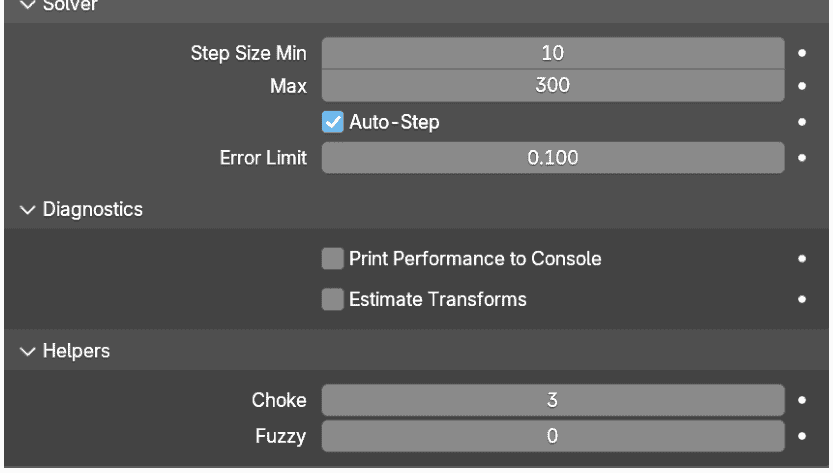 Solver
Step Size Min 10
Max 300
Auto-Step
Error Limit 0.100
Diagnostics
Print Performance to Console
Estimate Transforms
Helpers
Choke 3
Fuzzy 0